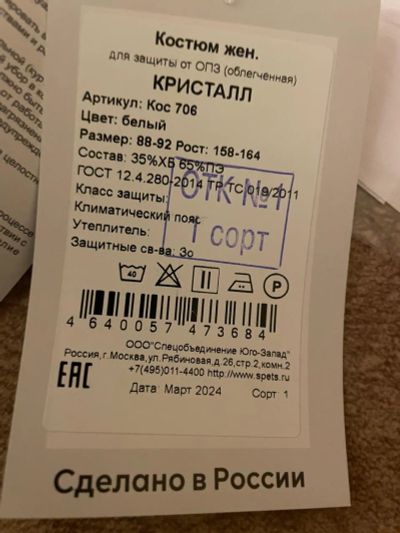 Костюм жен.
для защиты от ОПЗ (облегченная)
КРИСТАЛЛ
Артикул: Кос 706
Цвет: белый
Размер: 88-92 Рост: 158-164
Состав: 35%ХБ 65%ПЭ
ГОСТ 12.4.280-2014 ТР ТС 019/2011
Класс защиты:
Климатический пояс
Утеплитель:
Защитные св-ва: Зо
ОТК №1
1 сорт
40
P
4 640057 473684
ООО"Спецобъединение Юго-Запад"
Россия,г.Москва,ул.Рябиновая,д.26,стр.2,комн.2
+7(495)011-4400 http://www.spets.ru
EAC
Дата: Март 2024 Сорт 1
Сделано в России